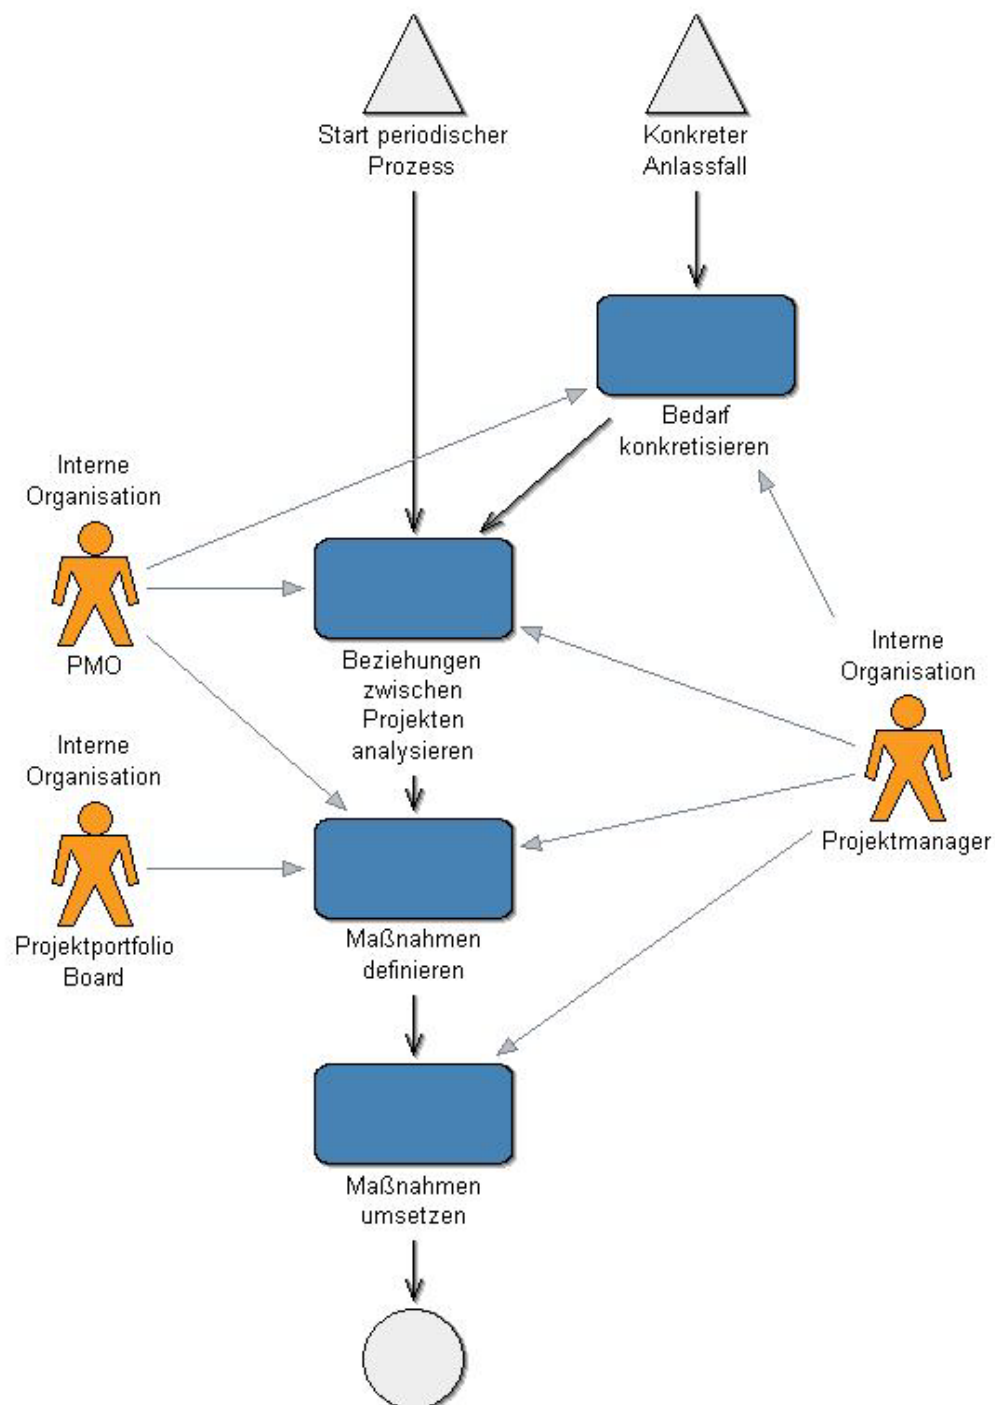 Start periodischer
Prozess
Konkreter
Anlassfall
Bedarf
konkretisieren
Interne
Organisation
PMO
Beziehungen
zwischen
Projekten
analysieren
Interne
Organisation
Projektmanager
Interne
Organisation
Projektportfolio
Board
Maßnahmen
definieren
Maßnahmen
umsetzen